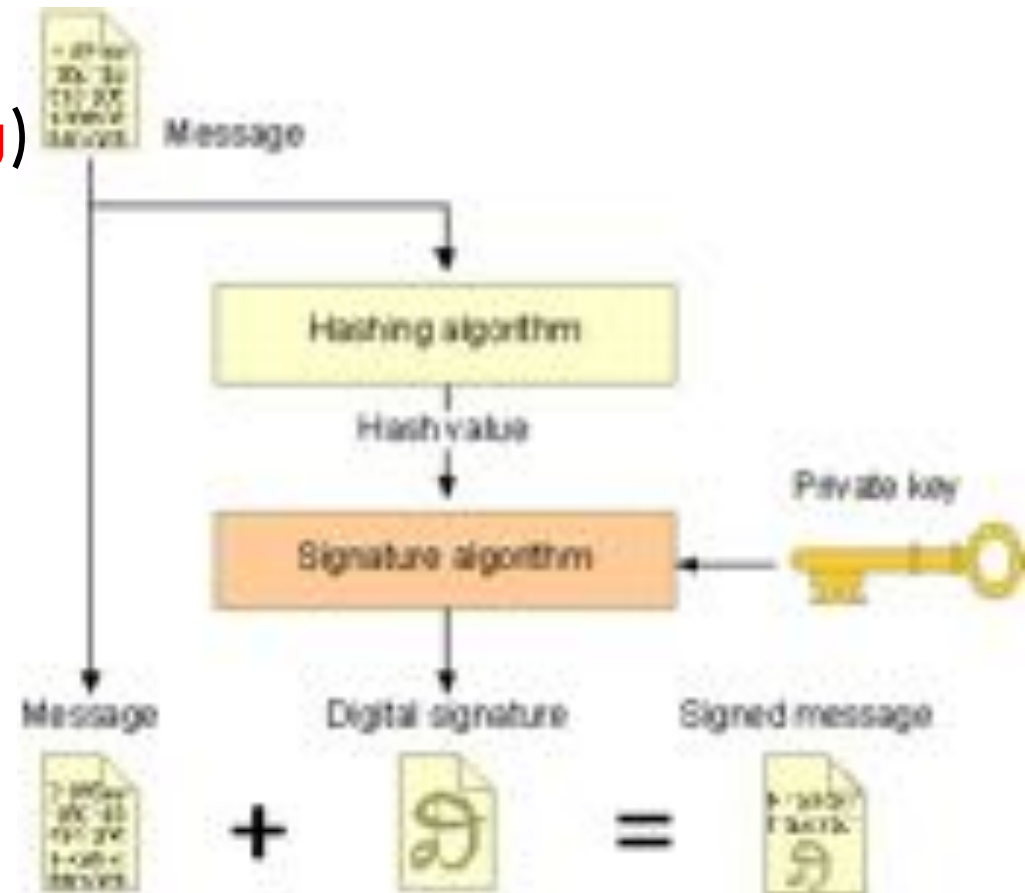 )
Message
Hashing algorithm
Hash value
Private key
Signature algorithm
Message
Digital signature
Signed message
+
=